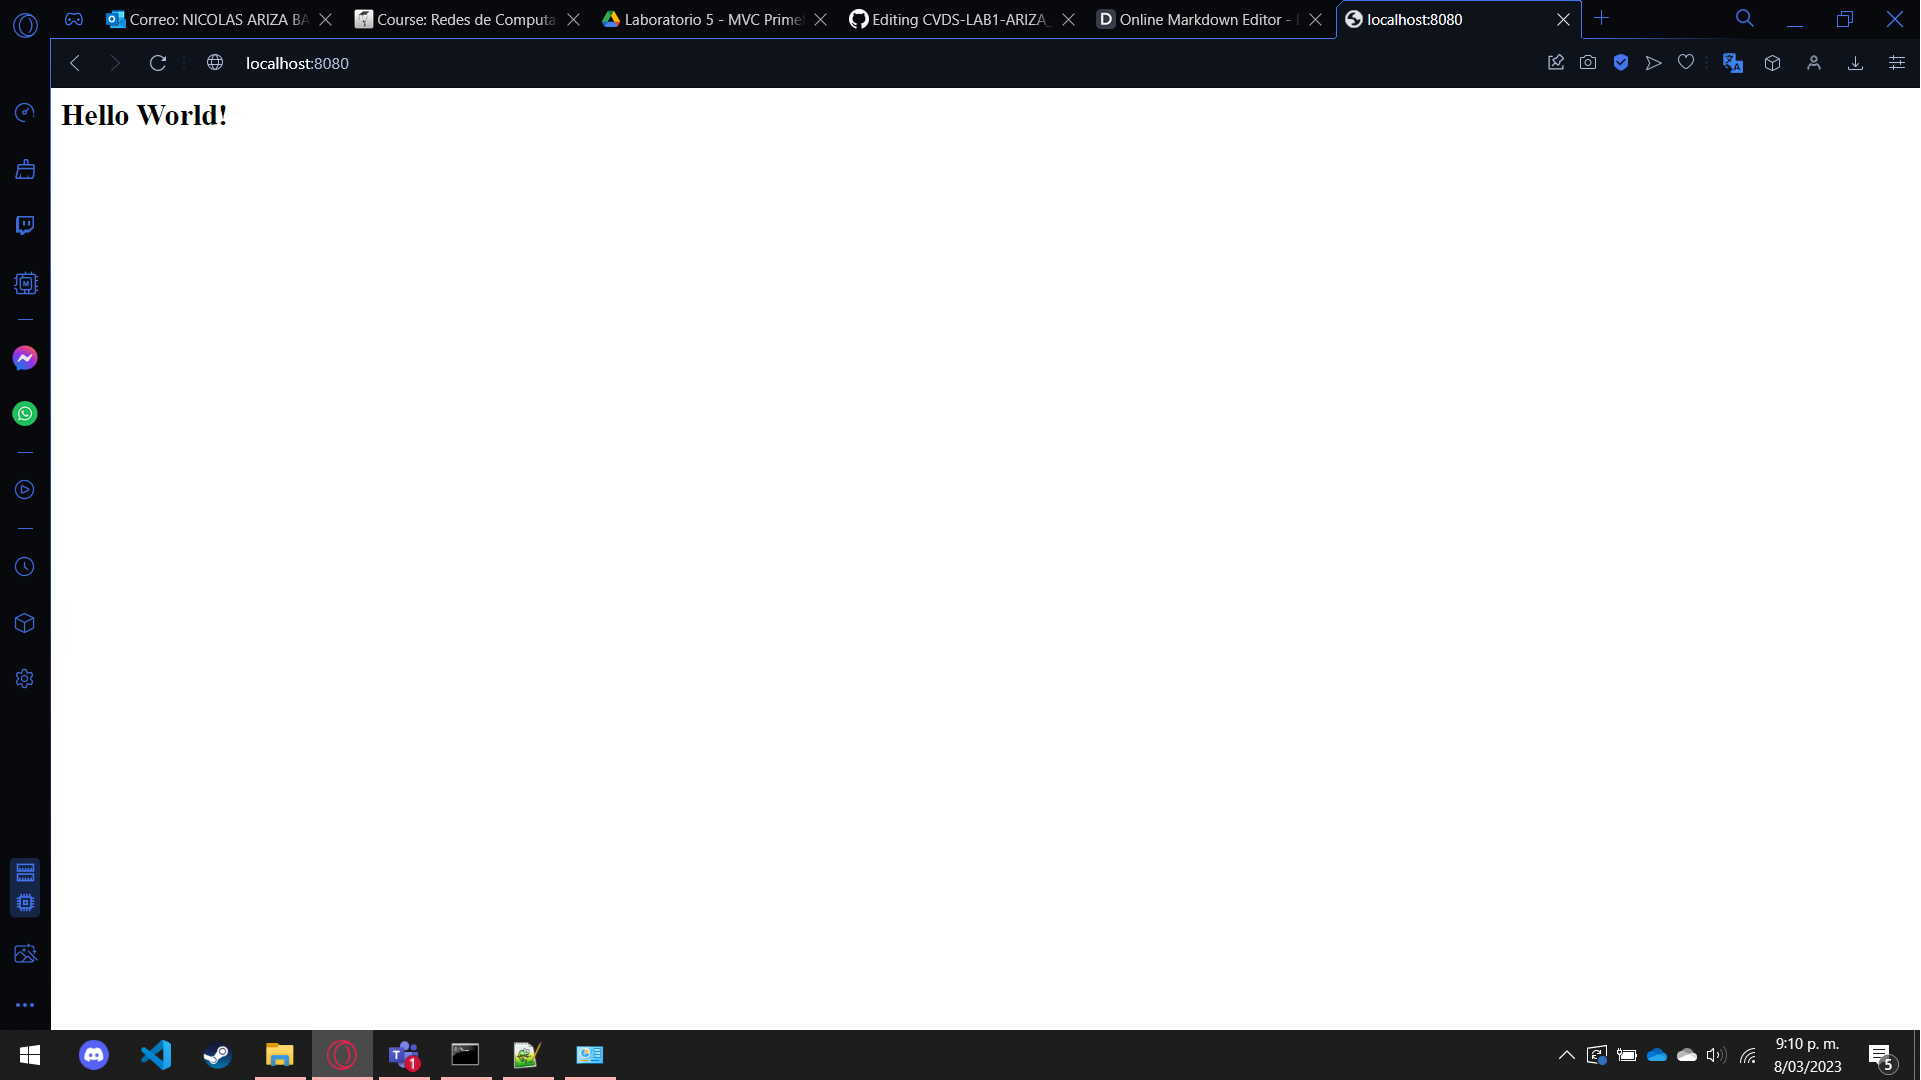 Correo: NICOLAS ARIZA BA
Course: Redes de Computa
Laboratorio 5 - MVC Prime
Editing CVDS-LAB1-ARIZA_
Online Markdown Editor -
localhost:8080
localhost:8080
Hello World!
9:10 p. m.
8/03/2023
1
5